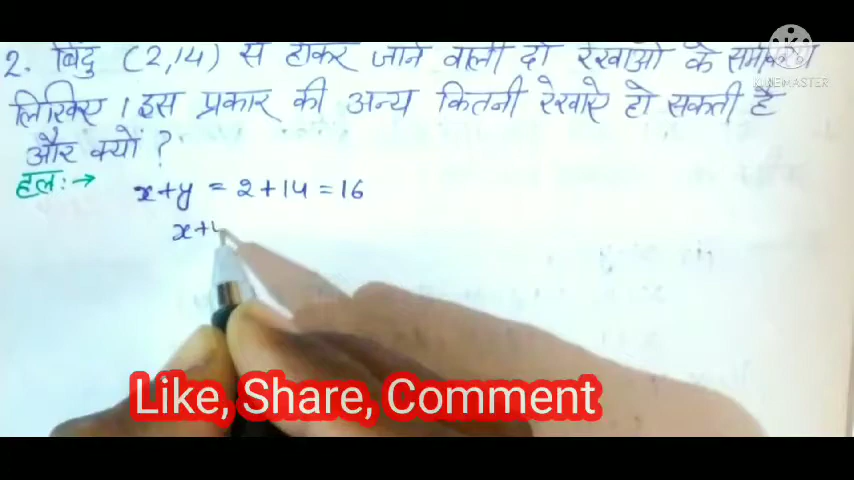 2. बिंदु (2,14) से होकर जाने वाली दो रेखाओ के समीकरण
लिखिए । इस प्रकार की अन्य कितनी रेखाएे हो सकती है
और क्यों ?
हल:→ x+y = 2+14 = 16
x+y
Like, Share, Comment
KINEMASTER